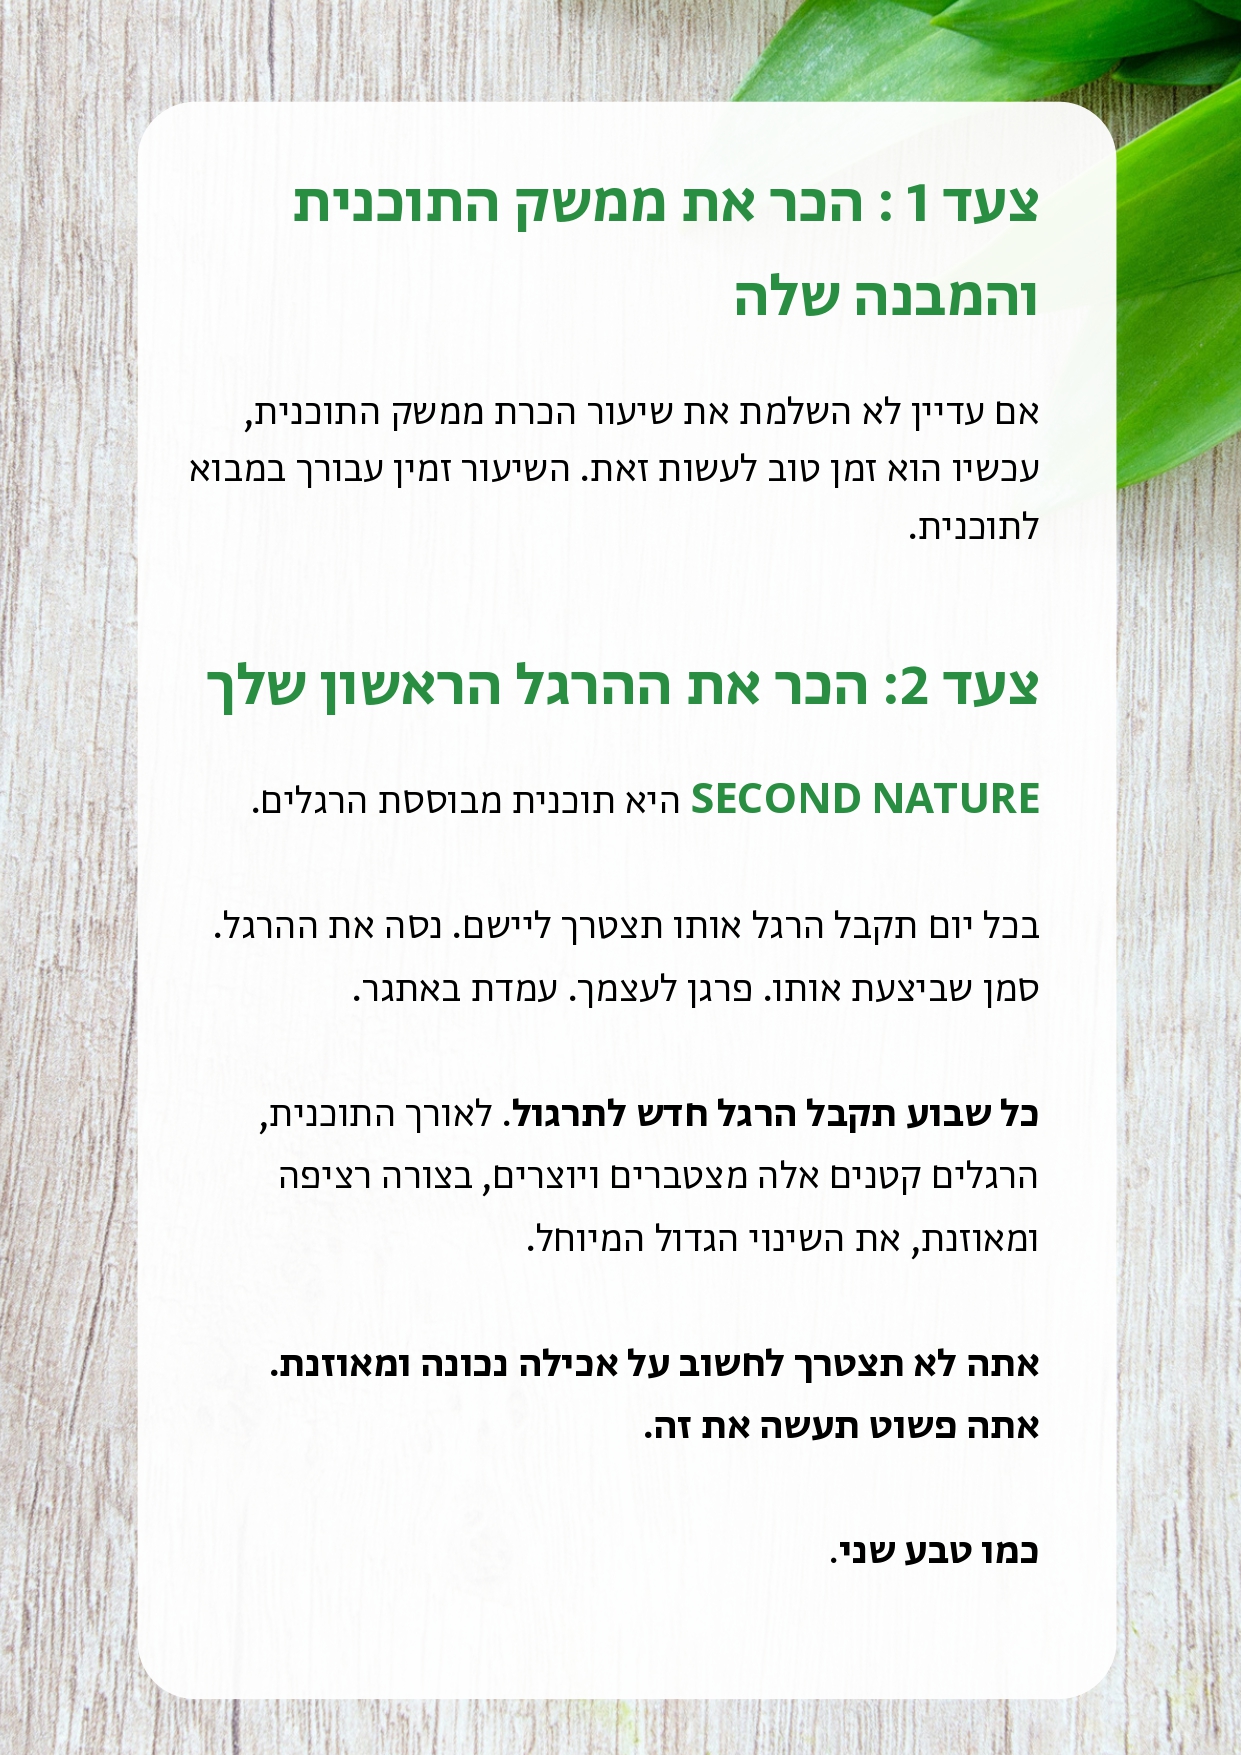 צעד 1 : הכר את ממשק התוכנית
והמבנה שלה
אם עדיין לא השלמת את שיעור הכרת ממשק התוכנית,
עכשיו הוא זמן טוב לעשות זאת. השיעור זמין עבורך במבוא
לתוכנית.
צעד 2: הכר את ההרגל הראשון שלך
SECOND NATURE היא תוכנית מבוססת הרגלים.
בכל יום תקבל הרגל אותו תצטרך ליישם. נסה את ההרגל.
סמן שביצעת אותו. פרגן לעצמך. עמדת באתגר.
כל שבוע תקבל הרגל חדש לתרגול. לאורך התוכנית,
הרגלים קטנים אלה מצטברים ויוצרים, בצורה רציפה
ומאוזנת, את השינוי הגדול המיוחל.
אתה לא תצטרך לחשוב על אכילה נכונה ומאוזנת.
אתה פשוט תעשה את זה.
כמו טבע שני.